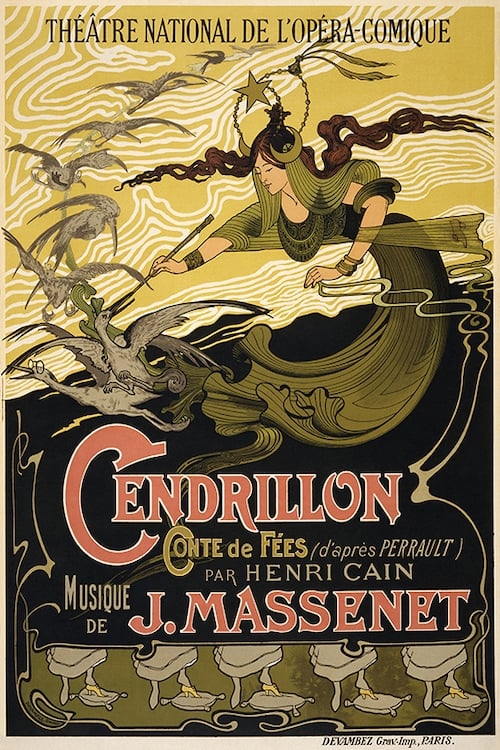 THÉÂTRE NATIONAL DE L'OPÉRA-COMIQUE
CENDRILLON
CONTE de FÉES (d'après PERRAULT)
PAR HENRI CAIN
MUSIQUE
DE J. MASSENET
DEVAMBEZ Grav-Imp., PARIS.